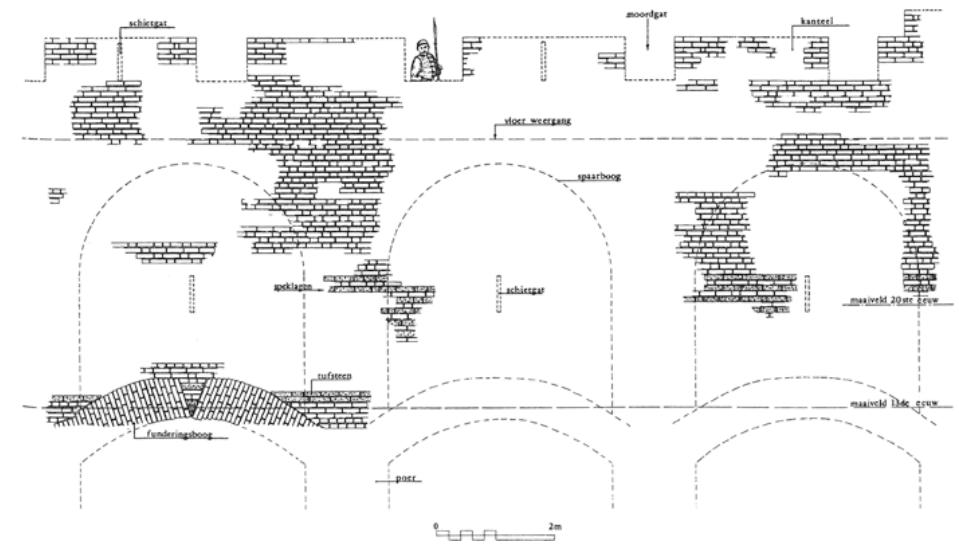 schietgat
moordgat
kanteel
vloer weergang
spaarboog
speklagen
schietgat
maaiveld 20ste eeuw
tufsteen
maaiveld 13de eeuw
funderingsboog
poer
0 2m